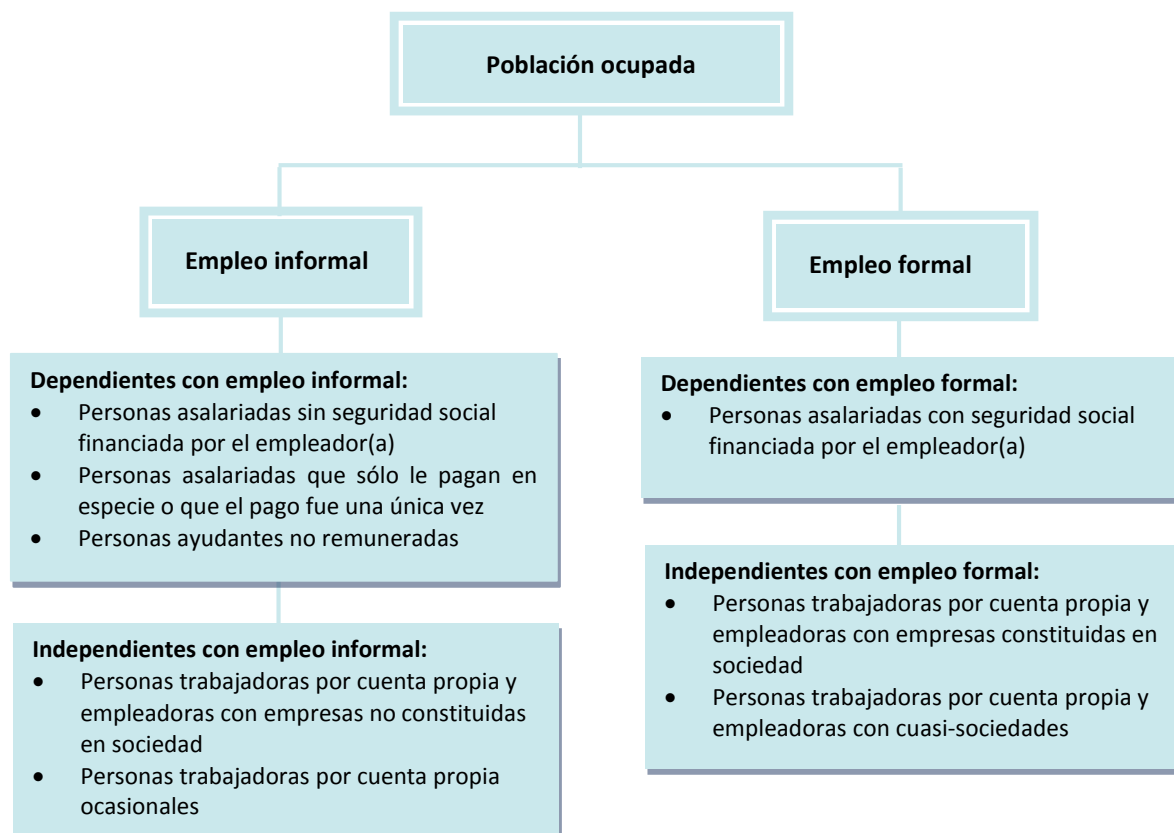 Población ocupada
Empleo informal
Dependientes con empleo informal:
• Personas asalariadas sin seguridad social
financiada por el empleador(a)
• Personas asalariadas que sólo le pagan en
especie o que el pago fue una única vez
• Personas ayudantes no remuneradas
Independientes con empleo informal:
• Personas trabajadoras por cuenta propia y
empleadoras con empresas no constituidas
en sociedad
• Personas trabajadoras por cuenta propia
ocasionales
Empleo formal
Dependientes con empleo formal:
• Personas asalariadas con seguridad social
financiada por el empleador(a)
Independientes con empleo formal:
• Personas trabajadoras por cuenta propia y
empleadoras con empresas constituidas en
sociedad
• Personas trabajadoras por cuenta propia y
empleadoras con cuasi-sociedades